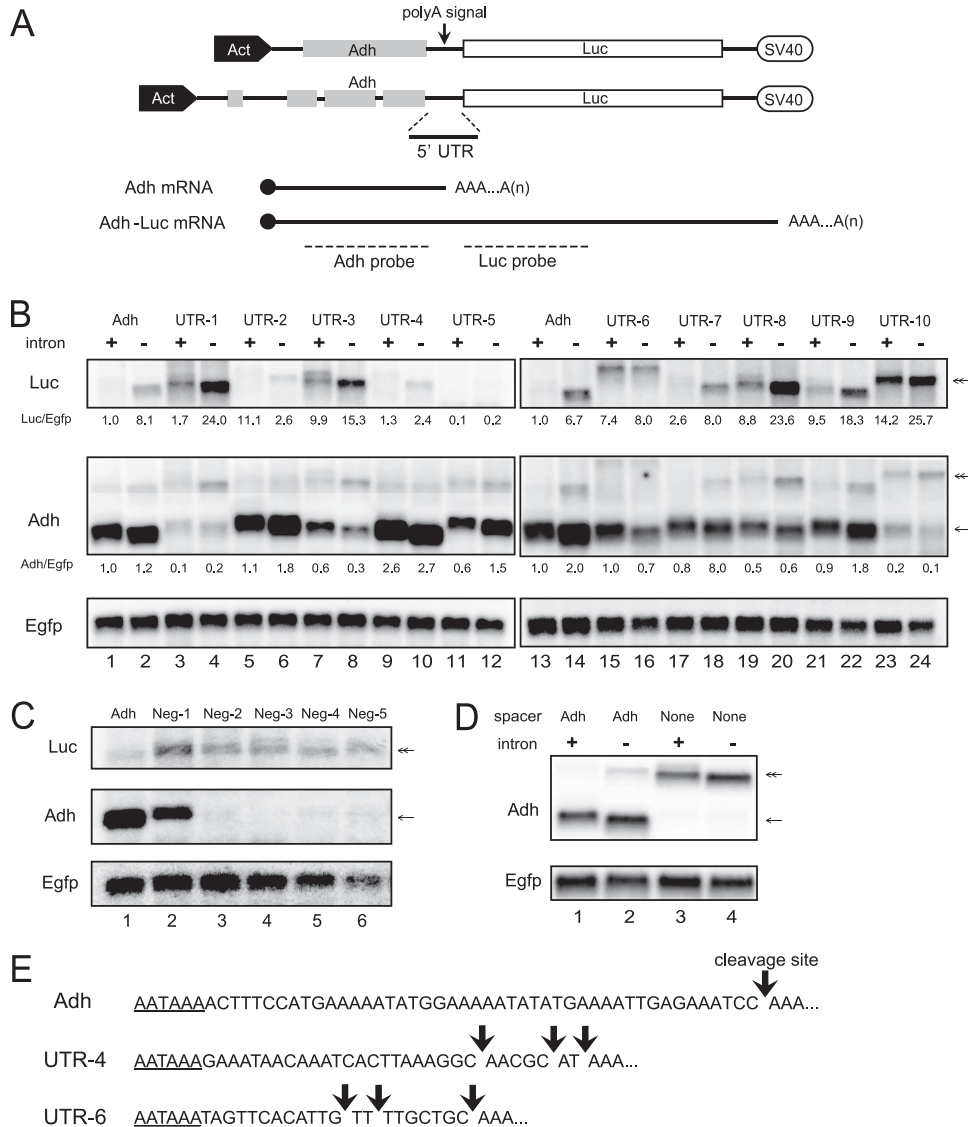 A
polyA signal
Act Adh Luc SV40
Adh
Act Luc SV40
5' UTR
Adh mRNA AAA...A(n)
Adh-Luc mRNA AAA...A(n)
Adh probe Luc probe
B
Adh UTR-1 UTR-2 UTR-3 UTR-4 UTR-5 Adh UTR-6 UTR-7 UTR-8 UTR-9 UTR-10
intron + - + - + - + - + - + - + - + - + - + - + - + -
Luc
Luc/Egfp 1.0 8.1 1.7 24.0 11.1 2.6 9.9 15.3 1.3 2.4 0.1 0.2 1.0 6.7 7.4 8.0 2.6 8.0 8.8 23.6 9.5 18.3 14.2 25.7
Adh
Adh/Egfp 1.0 1.2 0.1 0.2 1.1 1.8 0.6 0.3 2.6 2.7 0.6 1.5 1.0 2.0 1.0 0.7 0.8 8.0 0.5 0.6 0.9 1.8 0.2 0.1
Egfp
1 2 3 4 5 6 7 8 9 10 11 12 13 14 15 16 17 18 19 20 21 22 23 24
C
Adh Neg-1 Neg-2 Neg-3 Neg-4 Neg-5
Luc
Adh
Egfp
1 2 3 4 5 6
D
spacer Adh Adh None None
intron + - + -
Adh
Egfp
1 2 3 4
E
cleavage site
Adh AATAAAACTTTCCATGAAAAATATGGAAAAATATATGAAAATTGAGAAATCC AAA...
UTR-4 AATAAAGAAATAACAAATCACTTAAAGGC AACGC AT AAA...
UTR-6 AATAAATAGTTCACATTG TT TTGCTGC AAA...